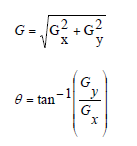 G = √(G_x^2 + G_y^2)
θ = tan^-1(G_y / G_x)